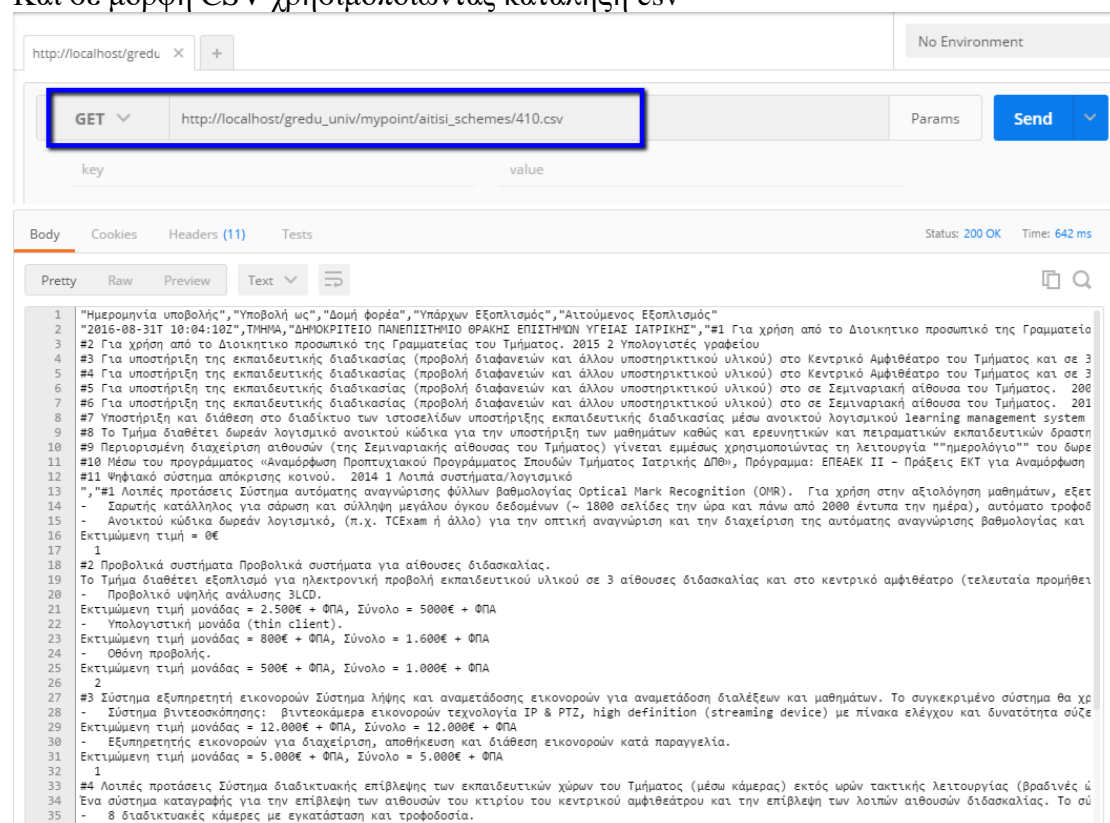 Και σε μορφή CSV χρησιμοποιώντας κατάληξη csv
http://localhost/gredu × +
No Environment
GET http://localhost/gredu_univ/mypoint/aitisi_schemes/410.csv Params Send
key value
Body Cookies Headers (11) Tests Status: 200 OK Time: 642 ms
Pretty Raw Preview Text
1 "Ημερομηνία υποβολής","Υποβολή ως","Δομή φορέα","Υπάρχων Εξοπλισμός","Αιτούμενος Εξοπλισμός"
2 "2016-08-31T 10:04:10Z",ΤΜΗΜΑ,"ΔΗΜΟΚΡΙΤΕΙΟ ΠΑΝΕΠΙΣΤΗΜΙΟ ΘΡΑΚΗΣ ΕΠΙΣΤΗΜΩΝ ΥΓΕΙΑΣ ΙΑΤΡΙΚΗΣ","#1 Για χρήση από το Διοικητικο προσωπικό της Γραμματείο
3 #2 Για χρήση από το Διοικητικο προσωπικό της Γραμματείας του Τμήματος. 2015 2 Υπολογιστές γραφείου
4 #3 Για υποστήριξη της εκπαιδευτικής διαδικασίας (προβολή διαφανειών και άλλου υποστηρικτικού υλικού) στο Κεντρικό Αμφιθέατρο του Τμήματος και σε 3
5 #4 Για υποστήριξη της εκπαιδευτικής διαδικασίας (προβολή διαφανειών και άλλου υποστηρικτικού υλικού) στο Κεντρικό Αμφιθέατρο του Τμήματος και σε 3
6 #5 Για υποστήριξη της εκπαιδευτικής διαδικασίας (προβολή διαφανειών και άλλου υποστηρικτικού υλικού) στο σε Σεμιναριακή αίθουσα του Τμήματος. 200
7 #6 Για υποστήριξη της εκπαιδευτικής διαδικασίας (προβολή διαφανειών και άλλου υποστηρικτικού υλικού) στο σε Σεμιναριακή αίθουσα του Τμήματος. 201
8 #7 Υποστήριξη και διάθεση στο διαδίκτυο των ιστοσελίδων υποστήριξης εκπαιδευτικής διαδικασίας μέσω ανοικτού λογισμικού learning management system
9 #8 Το Τμήμα διαθέτει δωρεάν λογισμικό ανοικτού κώδικα για την υποστήριξη των μαθημάτων καθώς και ερευνητικών και πειραματικών εκπαιδευτικών δραστη
10 #9 Περιορισμένη διαχείριση αιθουσών (της Σεμιναριακής αίθουσας του Τμήματος) γίνεται εμμέσως χρησιμοποιώντας τη λειτουργία ""ημερολόγιο"" του δωρε
11 #10 Μέσω του προγράμματος «Αναμόρφωση Προπτυχιακού Προγράμματος Σπουδών Τμήματος Ιατρικής ΔΠΘ», Πρόγραμμα: ΕΠΕΑΕΚ ΙΙ – Πράξεις ΕΚΤ για Αναμόρφωση
12 #11 Ψηφιακό σύστημα απόκρισης κοινού. 2014 1 Λοιπά συστήματα/λογισμικό
13 ","#1 Λοιπές προτάσεις Σύστημα αυτόματης αναγνώρισης φύλλων βαθμολογίας Optical Mark Recognition (OMR). Για χρήση στην αξιολόγηση μαθημάτων, εξετ
14 - Σαρωτής κατάλληλος για σάρωση και σύλληψη μεγάλου όγκου δεδομένων (~ 1800 σελίδες την ώρα και πάνω από 2000 έντυπα την ημέρα), αυτόματο τροφοδ
15 - Ανοικτού κώδικα δωρεάν λογισμικό, (π.χ. TCExam ή άλλο) για την οπτική αναγνώριση και την διαχείριση της αυτόματης αναγνώρισης βαθμολογίας και
16 Εκτιμώμενη τιμή = 0€
17 1
18 #2 Προβολικά συστήματα Προβολικά συστήματα για αίθουσες διδασκαλίας.
19 Το Τμήμα διαθέτει εξοπλισμό για ηλεκτρονική προβολή εκπαιδευτικού υλικού σε 3 αίθουσες διδασκαλίας και στο κεντρικό αμφιθέατρο (τελευταία προμήθει
20 - Προβολικό υψηλής ανάλυσης 3LCD.
21 Εκτιμώμενη τιμή μονάδας = 2.500€ + ΦΠΑ, Σύνολο = 5000€ + ΦΠΑ
22 - Υπολογιστική μονάδα (thin client).
23 Εκτιμώμενη τιμή μονάδας = 800€ + ΦΠΑ, Σύνολο = 1.600€ + ΦΠΑ
24 - Οθόνη προβολής.
25 Εκτιμώμενη τιμή μονάδας = 500€ + ΦΠΑ, Σύνολο = 1.000€ + ΦΠΑ
26 2
27 #3 Σύστημα εξυπηρετητή εικονοροών Σύστημα λήψης και αναμετάδοσης εικονοροών για αναμετάδοση διαλέξεων και μαθημάτων. Το συγκεκριμένο σύστημα θα χρ
28 - Σύστημα βιντεοσκόπησης: βιντεοκάμερα εικονοροών τεχνολογία IP & PTZ, high definition (streaming device) με πίνακα ελέγχου και δυνατότητα σύζε
29 Εκτιμώμενη τιμή μονάδας = 12.000€ + ΦΠΑ, Σύνολο = 12.000€ + ΦΠΑ
30 - Εξυπηρετητής εικονοροών για διαχείριση, αποθήκευση και διάθεση εικονοροών κατά παραγγελία.
31 Εκτιμώμενη τιμή μονάδας = 5.000€ + ΦΠΑ, Σύνολο = 5.000€ + ΦΠΑ
32 1
33 #4 Λοιπές προτάσεις Σύστημα διαδικτυακής επίβλεψης των εκπαιδευτικών χώρων του Τμήματος (μέσω κάμερας) εκτός ωρών τακτικής λειτουργίας (βραδινές ώ
34 Ένα σύστημα καταγραφής για την επίβλεψη των αιθουσών του κτιρίου του κεντρικού αμφιθεάτρου και την επίβλεψη των λοιπών αιθουσών διδασκαλίας. Το σύ
35 - 8 διαδικτυακές κάμερες με εγκατάσταση και τροφοδοσία.